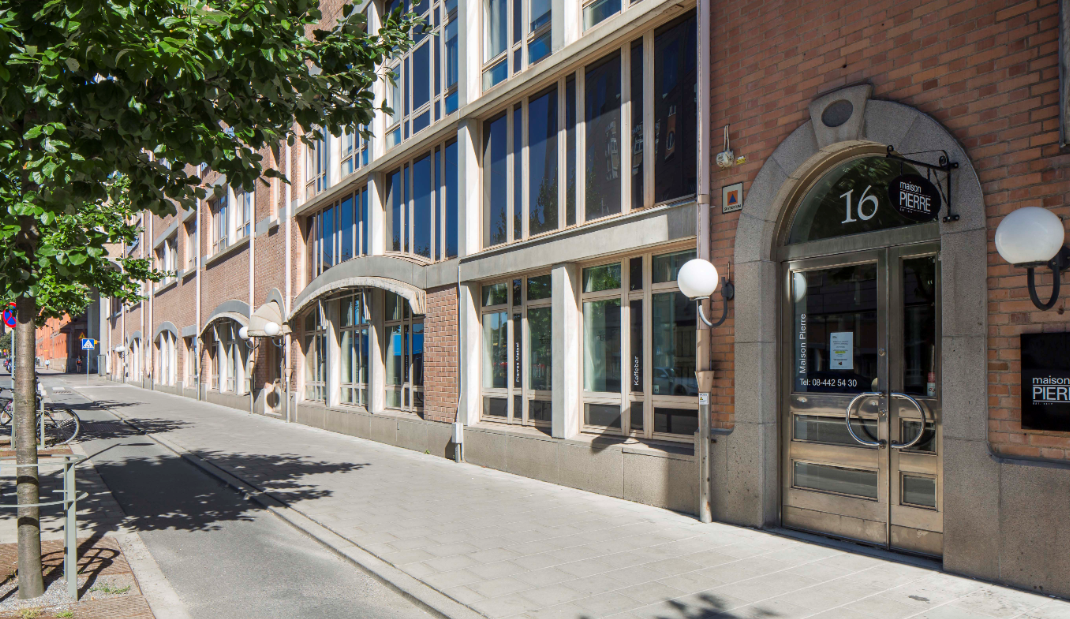 16
maison
PIERRE
Maison Pierre
Tel: 08-442 54 30
Kaffebar
maison
PIERRE